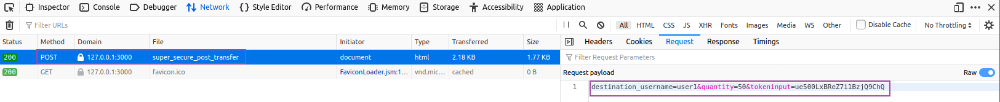 Inspector Console Debugger Network Style Editor Performance Memory Storage Accessibility Application
Filter URLs All HTML CSS JS XHR Fonts Images Media WS Other Disable Cache No Throttling
Status Method Domain File Initiator Type Transferred Size
200 POST 127.0.0.1:3000 super_secure_post_transfer document html 2.18 KB 1.77 KB
200 GET 127.0.0.1:3000 favicon.ico FaviconLoader.jsm:1... vnd.mic... cached 0 B
Headers Cookies Request Response Timings
Filter Request Parameters
Request payload Raw
1 destination_username=user1&quantity=50&tokeninput=ue500LxBReZ7i1BzjQ9ChQ